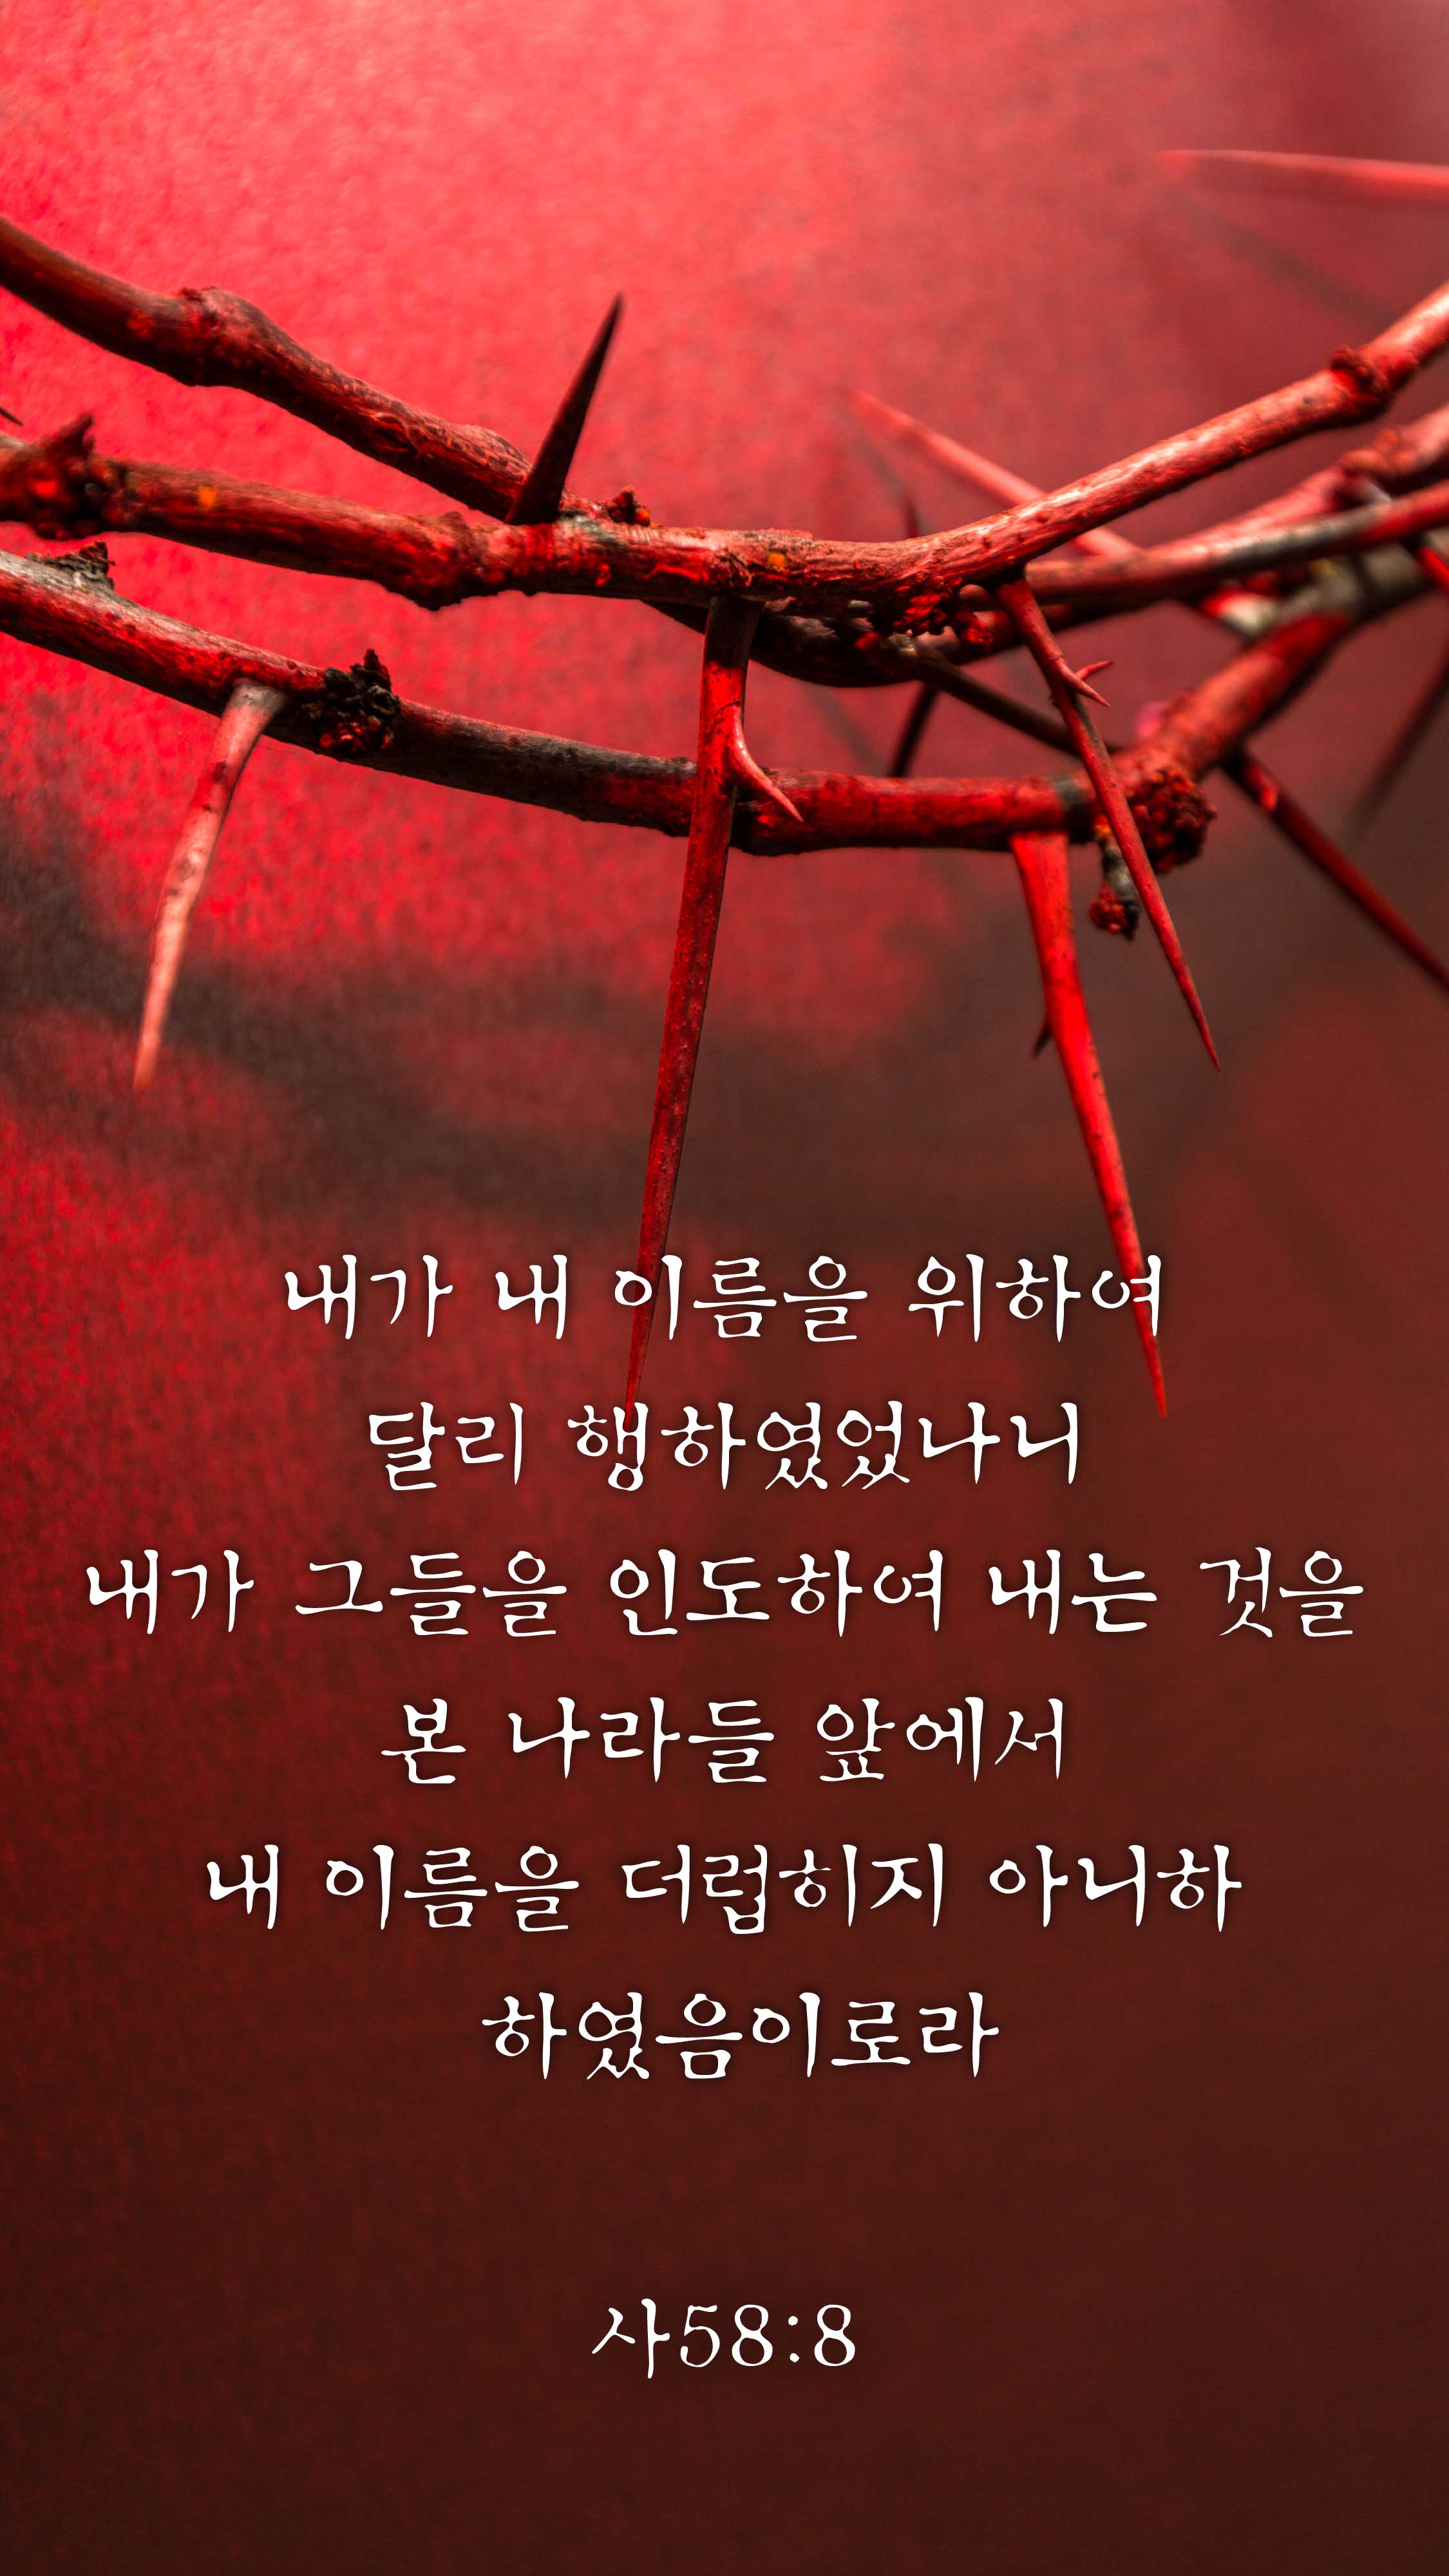 내가 내 이름을 위하여
달리 행하였었나니
내가 그들을 인도하여 내는 것을
본 나라들 앞에서
내 이름을 더럽히지 아니하
하였음이로라
사58:8